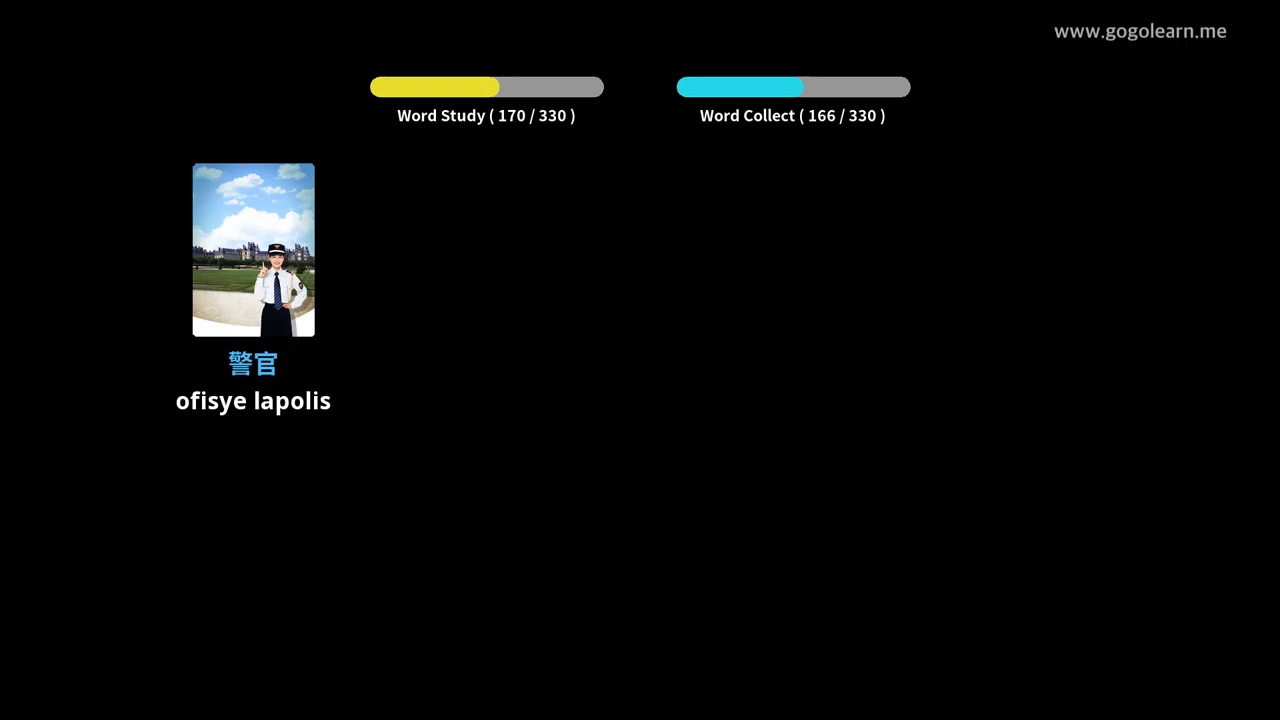 www.gogolearn.me
Word Study ( 170 / 330 )
Word Collect ( 166 / 330 )
警官
ofisye lapolis